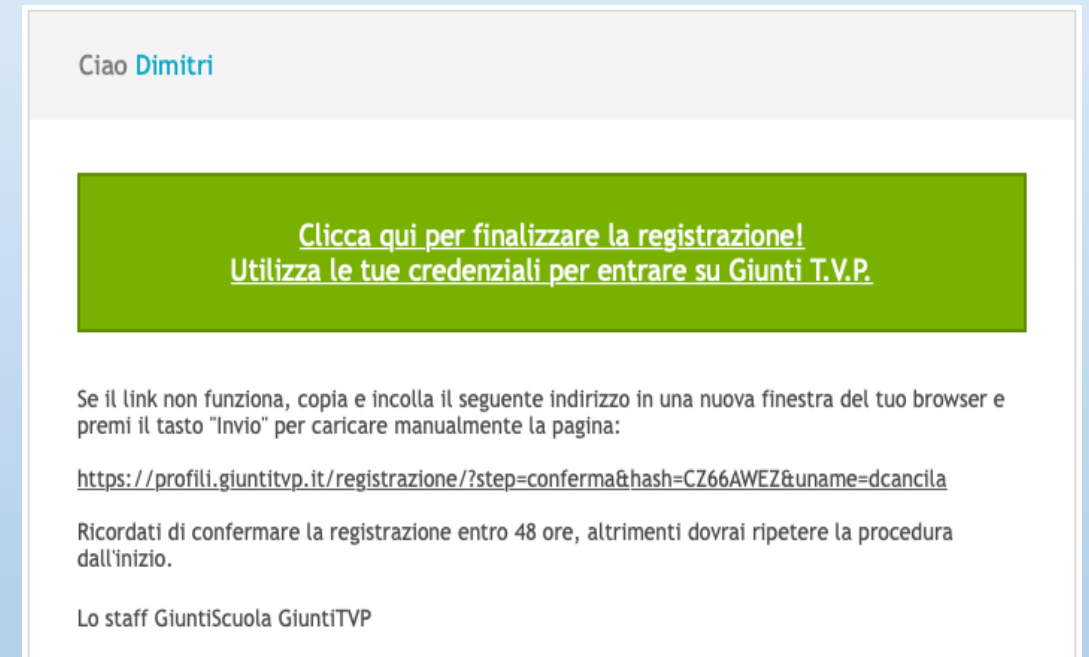 Ciao Dimitri
Clicca qui per finalizzare la registrazione!
Utilizza le tue credenziali per entrare su Giunti T.V.P.
Se il link non funziona, copia e incolla il seguente indirizzo in una nuova finestra del tuo browser e
premi il tasto "Invio" per caricare manualmente la pagina:
https://profili.giuntitvp.it/registrazione/?step=conferma&hash=CZ66AWEZ&uname=dcancila
Ricordati di confermare la registrazione entro 48 ore, altrimenti dovrai ripetere la procedura
dall'inizio.
Lo staff GiuntiScuola GiuntiTVP